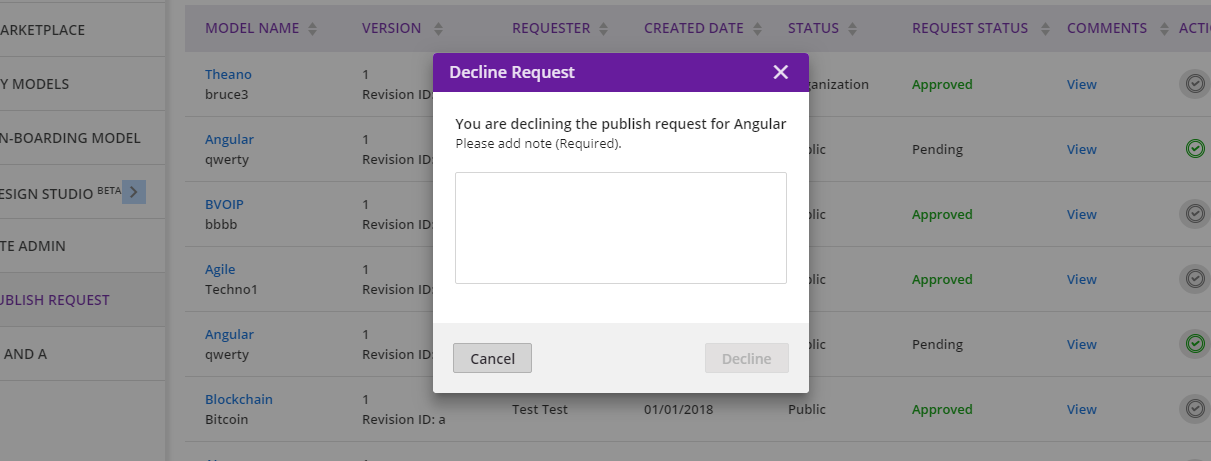 MODEL NAME VERSION REQUESTER CREATED DATE STATUS REQUEST STATUS COMMENTS ACTI
ARKETPLACE
Y MODELS
N-BOARDING MODEL
ESIGN STUDIO BETA
TE ADMIN
UBLISH REQUEST
AND A
Theano 1 Approved View
bruce3 Revision ID: anization
Angular 1 Pending View
qwerty Revision ID: blic
BVOIP 1 Approved View
bbbb Revision ID: blic
Agile 1 Approved View
Techno1 Revision ID: blic
Angular 1 Pending View
qwerty Revision ID: blic
Blockchain 1 Test Test 01/01/2018 Public Approved View
Bitcoin Revision ID: a
Decline Request
You are declining the publish request for Angular
Please add note (Required).
Cancel Decline